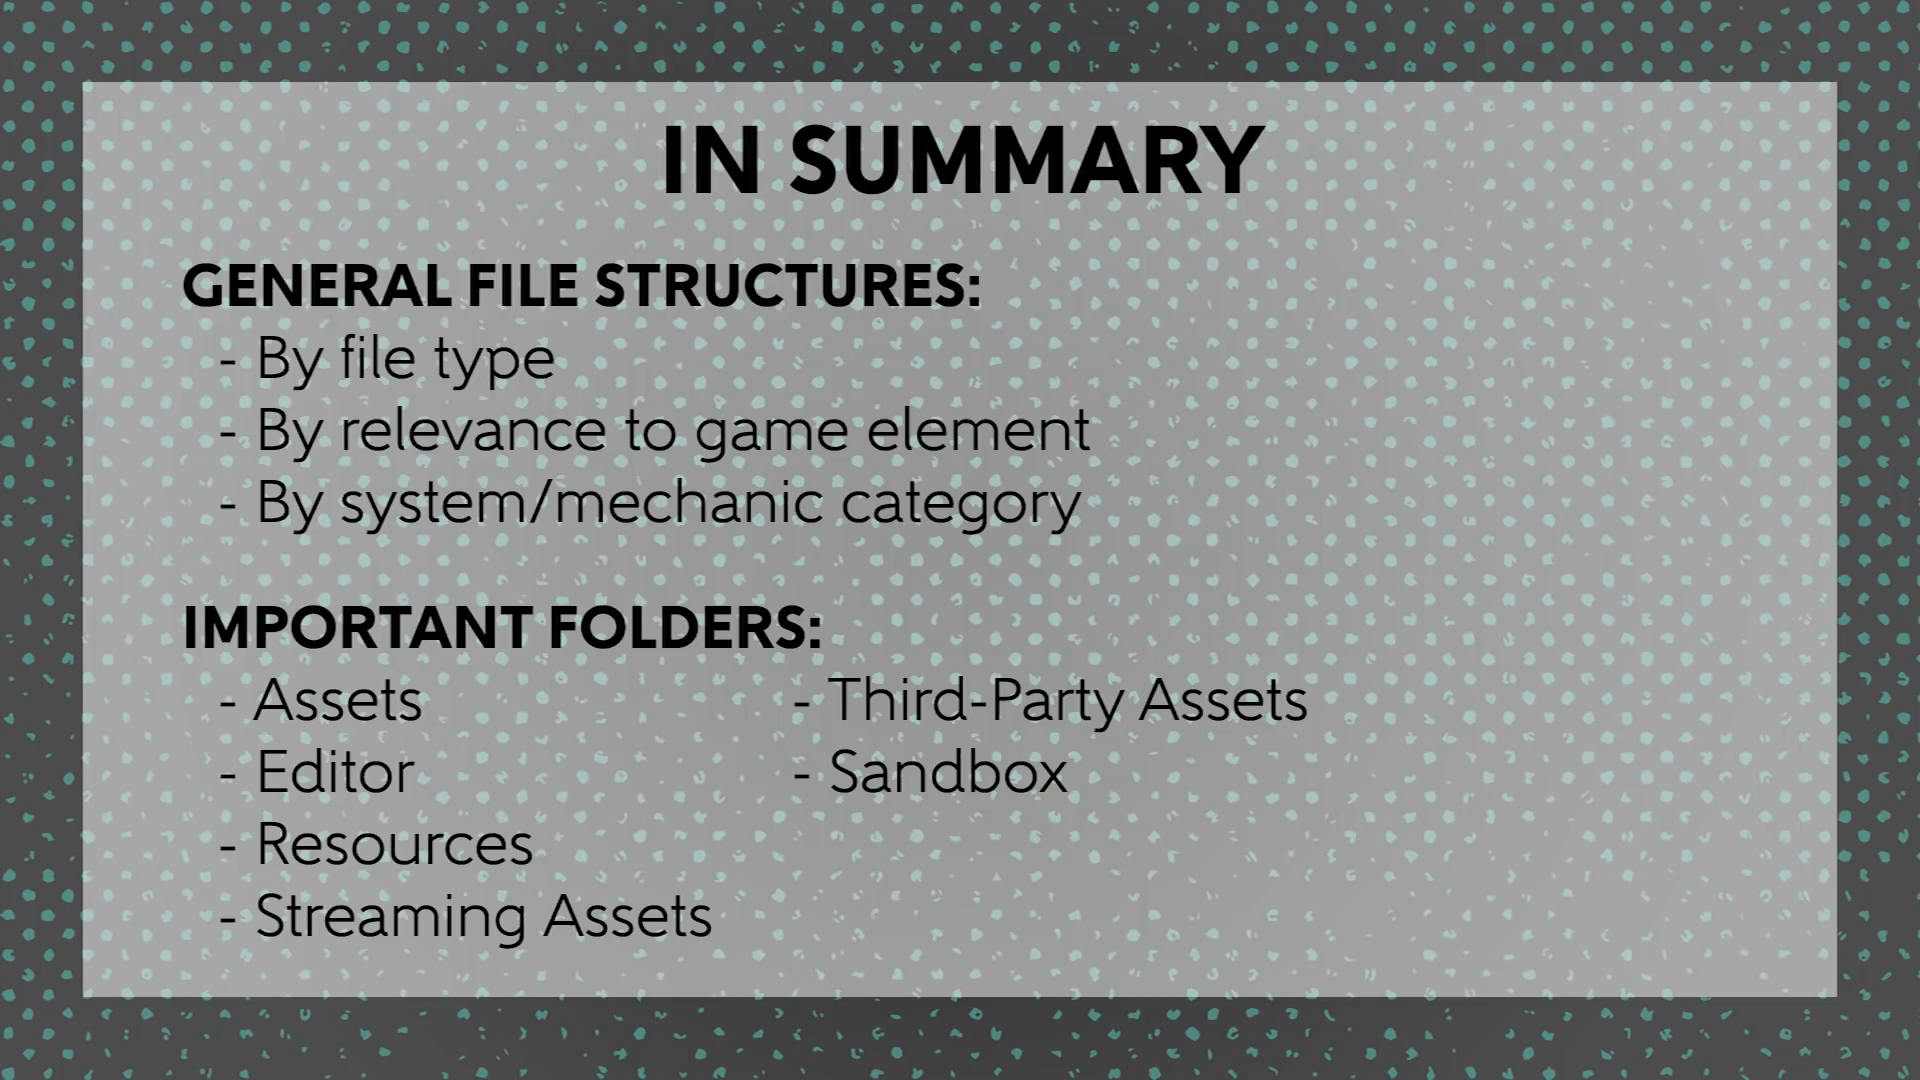 IN SUMMARY
GENERAL FILE STRUCTURES:
- By file type
- By relevance to game element
- By system/mechanic category
IMPORTANT FOLDERS:
- Assets
- Editor
- Resources
- Streaming Assets
- Third-Party Assets
- Sandbox